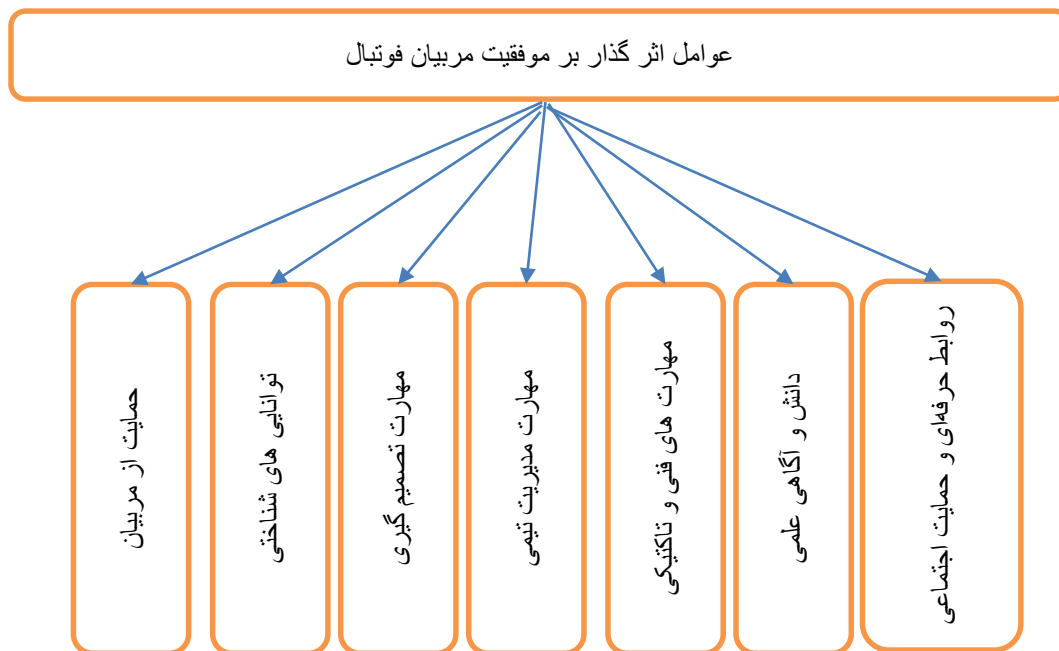 عوامل اثر گذار بر موفقیت مربیان فوتبال
روابط حرفه‌ای و حمایت اجتماعی
دانش و آگاهی علمی
مهارت های فنی و تاکتیکی
مهارت مدیریت تیمی
مهارت تصمیم گیری
توانایی های شناختی
حمایت از مربیان